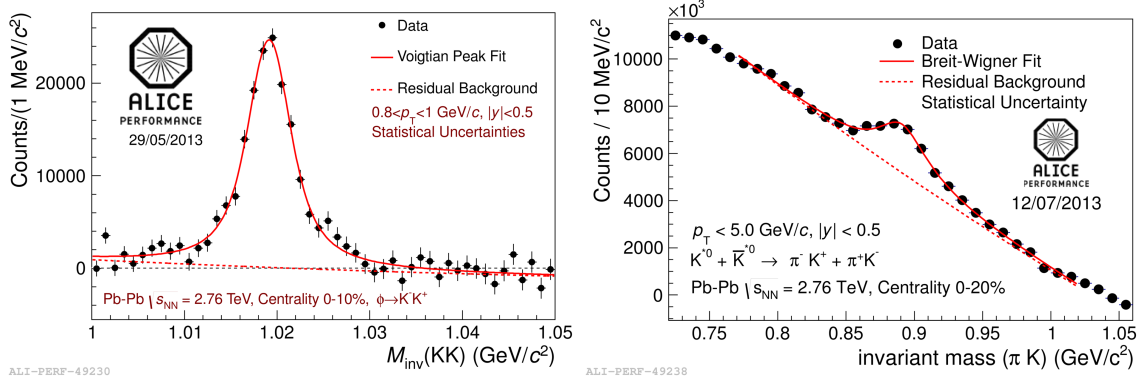 Counts/(1 MeV/c²)
20000
10000
0
ALICE
PERFORMANCE
29/05/2013
Data
Voigtian Peak Fit
Residual Background
0.8<p_T<1 GeV/c, |y|<0.5
Statistical Uncertainties
Pb-Pb √s_NN = 2.76 TeV, Centrality 0-10%, ϕ→K⁻K⁺
1 1.01 1.02 1.03 1.04 1.05
M_inv(KK) (GeV/c²)
ALI-PERF-49230
×10³
Counts / 10 MeV/c²
10000
8000
6000
4000
2000
0
Data
Breit-Wigner Fit
Residual Background
Statistical Uncertainty
ALICE
PERFORMANCE
12/07/2013
p_T < 5.0 GeV/c, |y| < 0.5
K*⁰ + K̅*⁰ → π⁻ K⁺ + π⁺K⁻
Pb-Pb √s_NN = 2.76 TeV, Centrality 0-20%
0.75 0.8 0.85 0.9 0.95 1 1.05
invariant mass (π K) (GeV/c²)
ALI-PERF-49238